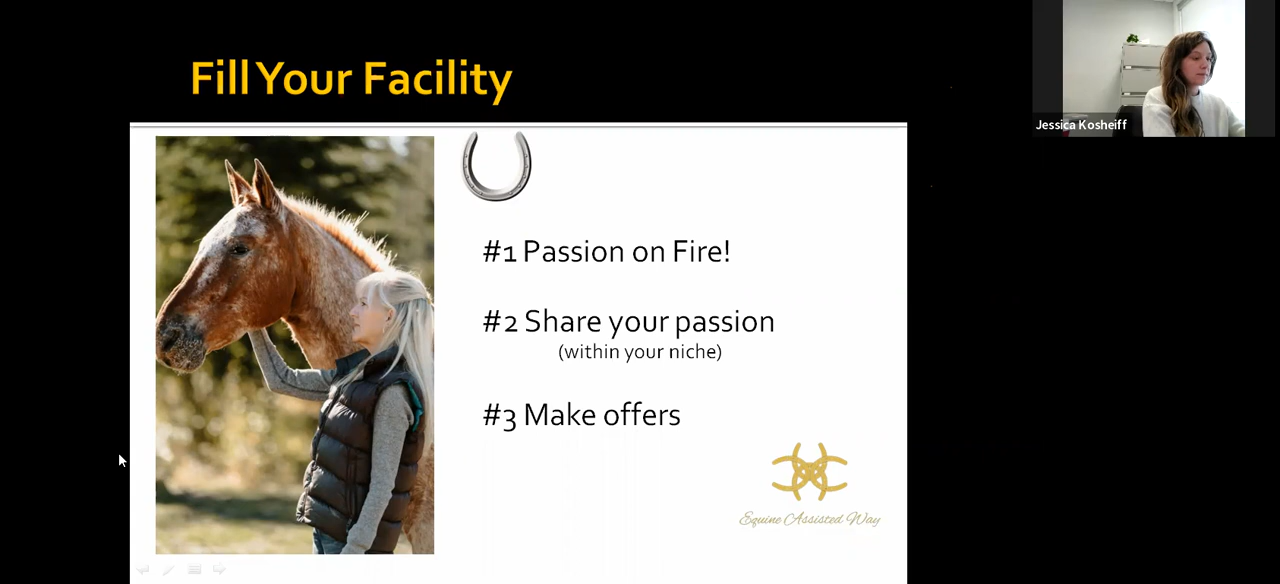 Fill Your Facility
Jessica Kosheiff
#1 Passion on Fire!
#2 Share your passion
(within your niche)
#3 Make offers
Equine Assisted Way